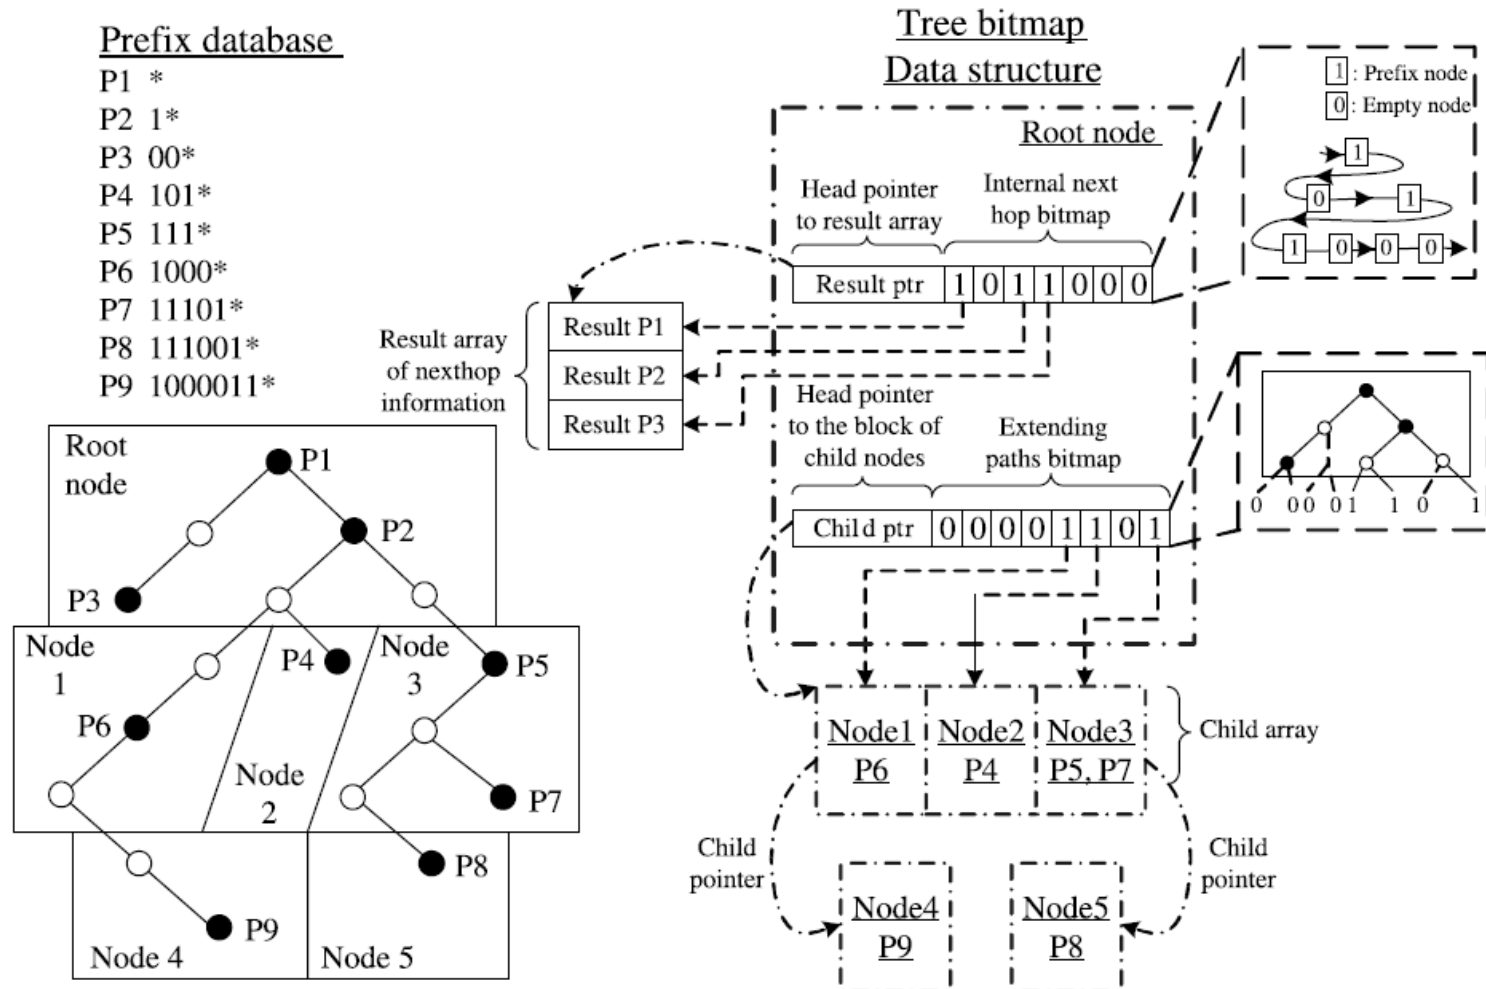 Prefix database
P1 *
P2 1*
P3 00*
P4 101*
P5 111*
P6 1000*
P7 11101*
P8 111001*
P9 1000011*
Tree bitmap
Data structure
Root node
Head pointer
to result array
Internal next
hop bitmap
Result ptr 1 0 1 1 0 0 0
1 : Prefix node
0 : Empty node
1
0 1
1 0 0 0
Result array
of nexthop
information
Result P1
Result P2
Result P3
Head pointer
to the block of
child nodes
Extending
paths bitmap
Child ptr 0 0 0 0 1 1 0 1
0 0 0 0 1 1 0 1
Root
node
P1
P2
P3
Node
1
P4
Node
3
P5
P6
Node
2
P7
P8
P9
Node 4
Node 5
Node1
P6
Node2
P4
Node3
P5, P7
Child array
Child
pointer
Child
pointer
Node4
P9
Node5
P8